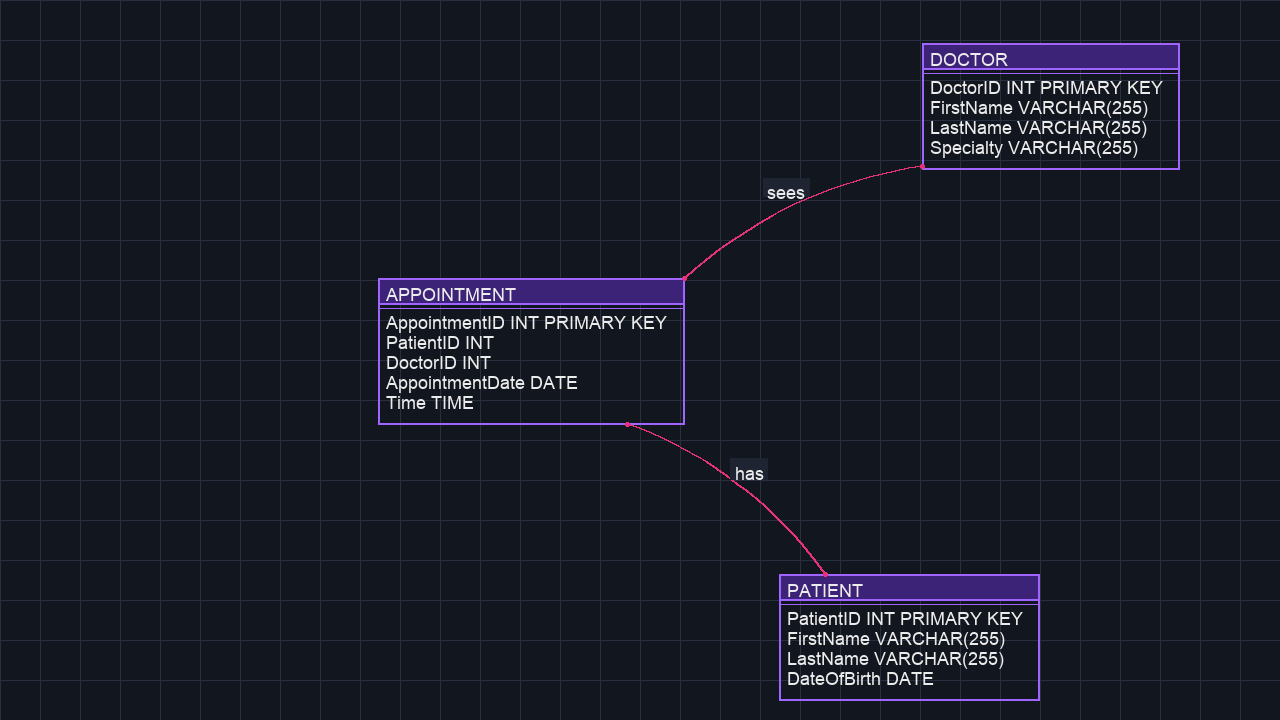 DOCTOR
DoctorID INT PRIMARY KEY
FirstName VARCHAR(255)
LastName VARCHAR(255)
Specialty VARCHAR(255)
sees
APPOINTMENT
AppointmentID INT PRIMARY KEY
PatientID INT
DoctorID INT
AppointmentDate DATE
Time TIME
has
PATIENT
PatientID INT PRIMARY KEY
FirstName VARCHAR(255)
LastName VARCHAR(255)
DateOfBirth DATE